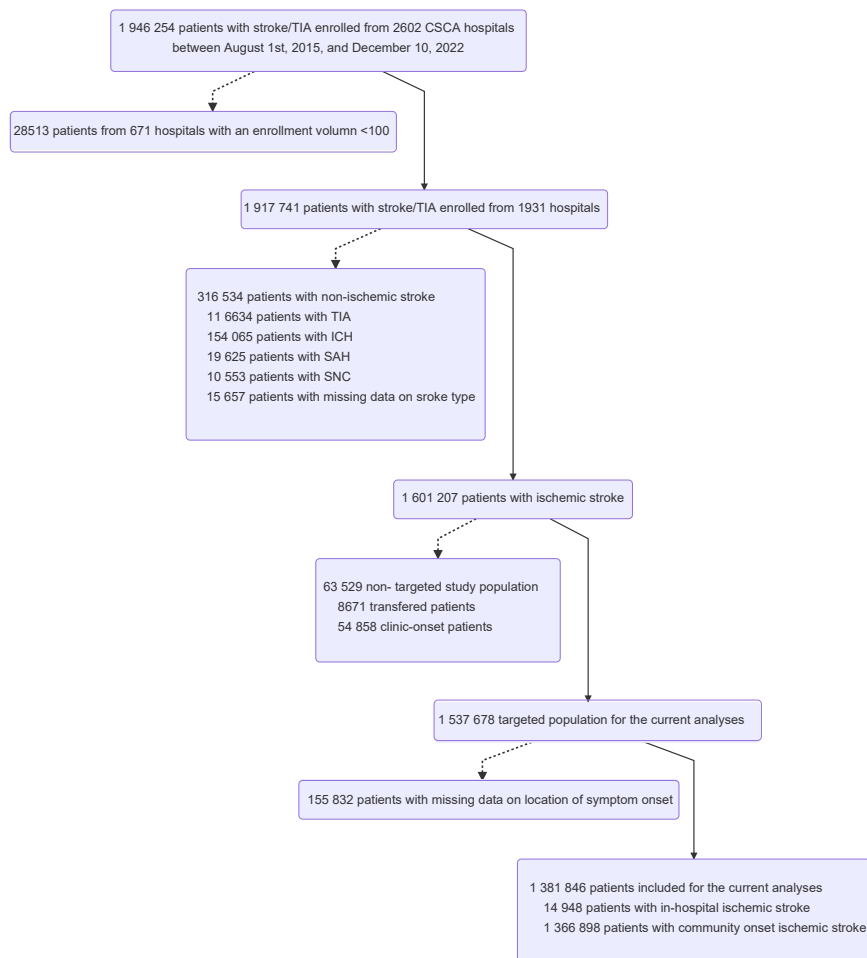 1 946 254 patients with stroke/TIA enrolled from 2602 CSCA hospitals
between August 1st, 2015, and December 10, 2022
28513 patients from 671 hospitals with an enrollment volumn <100
1 917 741 patients with stroke/TIA enrolled from 1931 hospitals
316 534 patients with non-ischemic stroke
11 6634 patients with TIA
154 065 patients with ICH
19 625 patients with SAH
10 553 patients with SNC
15 657 patients with missing data on sroke type
1 601 207 patients with ischemic stroke
63 529 non- targeted study population
8671 transfered patients
54 858 clinic-onset patients
1 537 678 targeted population for the current analyses
155 832 patients with missing data on location of symptom onset
1 381 846 patients included for the current analyses
14 948 patients with in-hospital ischemic stroke
1 366 898 patients with community onset ischemic stroke